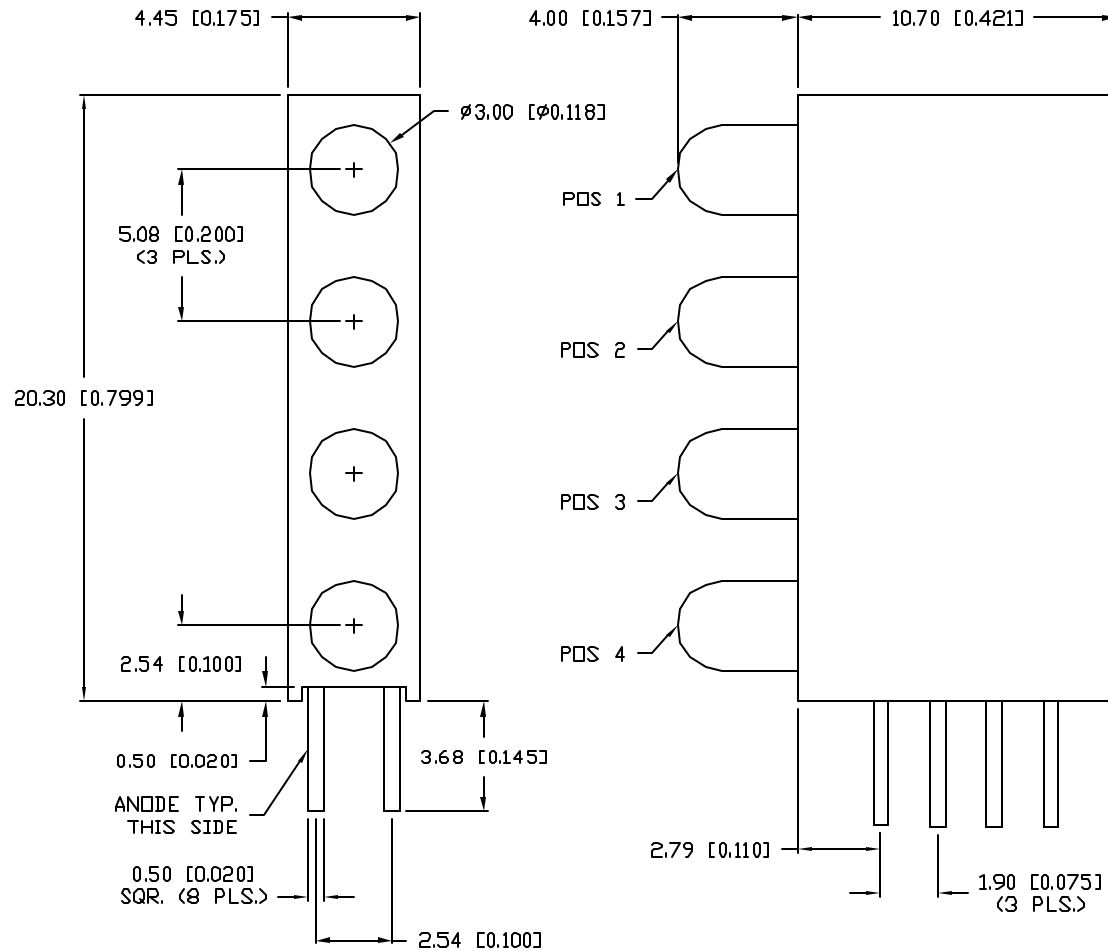 4.45 [0.175]
4.00 [0.157]
10.70 [0.421]
ø3.00 [ø0.118]
POS 1
5.08 [0.200]
(3 PLS.)
POS 2
20.30 [0.799]
POS 3
2.54 [0.100]
POS 4
0.50 [0.020]
3.68 [0.145]
ANODE TYP.
THIS SIDE
2.79 [0.110]
0.50 [0.020]
SQR. (8 PLS.)
1.90 [0.075]
(3 PLS.)
2.54 [0.100]